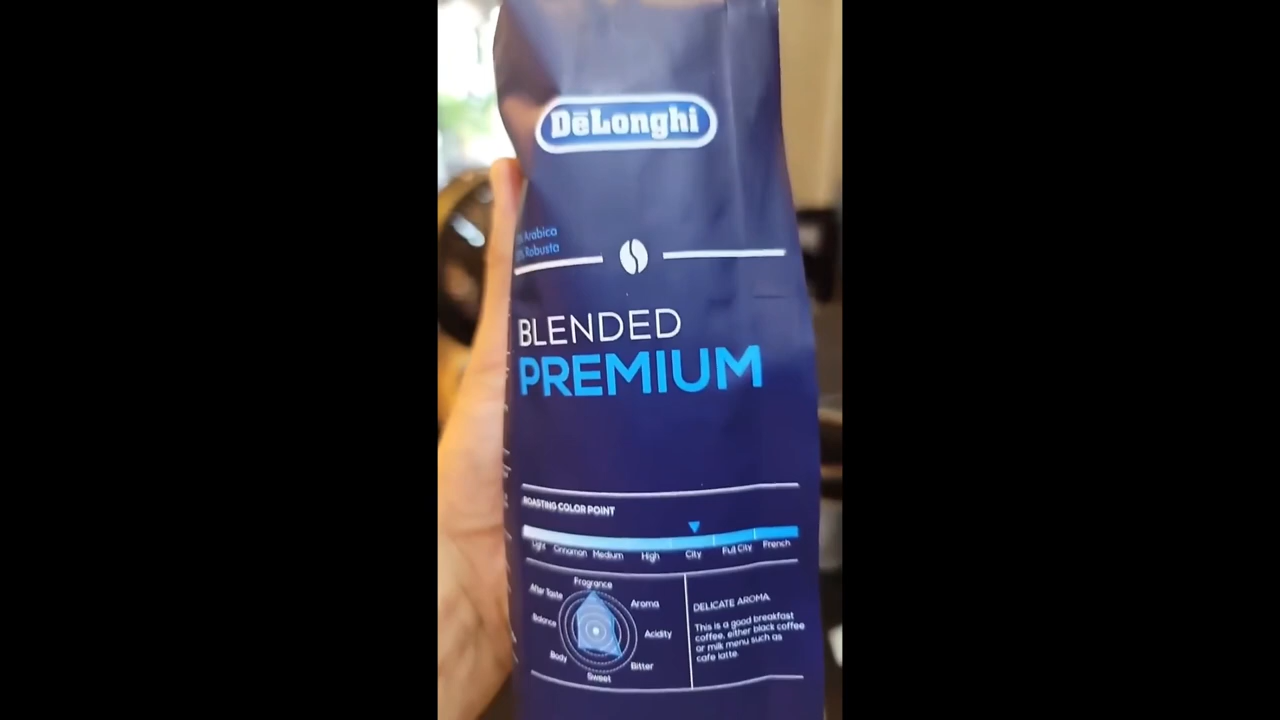 DēLonghi
Arabica
Robusta
BLENDED
PREMIUM
ROASTING COLOR POINT
Light Cinnamon Medium High City Full City French
Fragrance
After Taste
Aroma
Balance
Acidity
Body
Bitter
Sweet
DELICATE AROMA
This is a good breakfast
coffee, either black coffee
or milk menu such as
cafe latte.